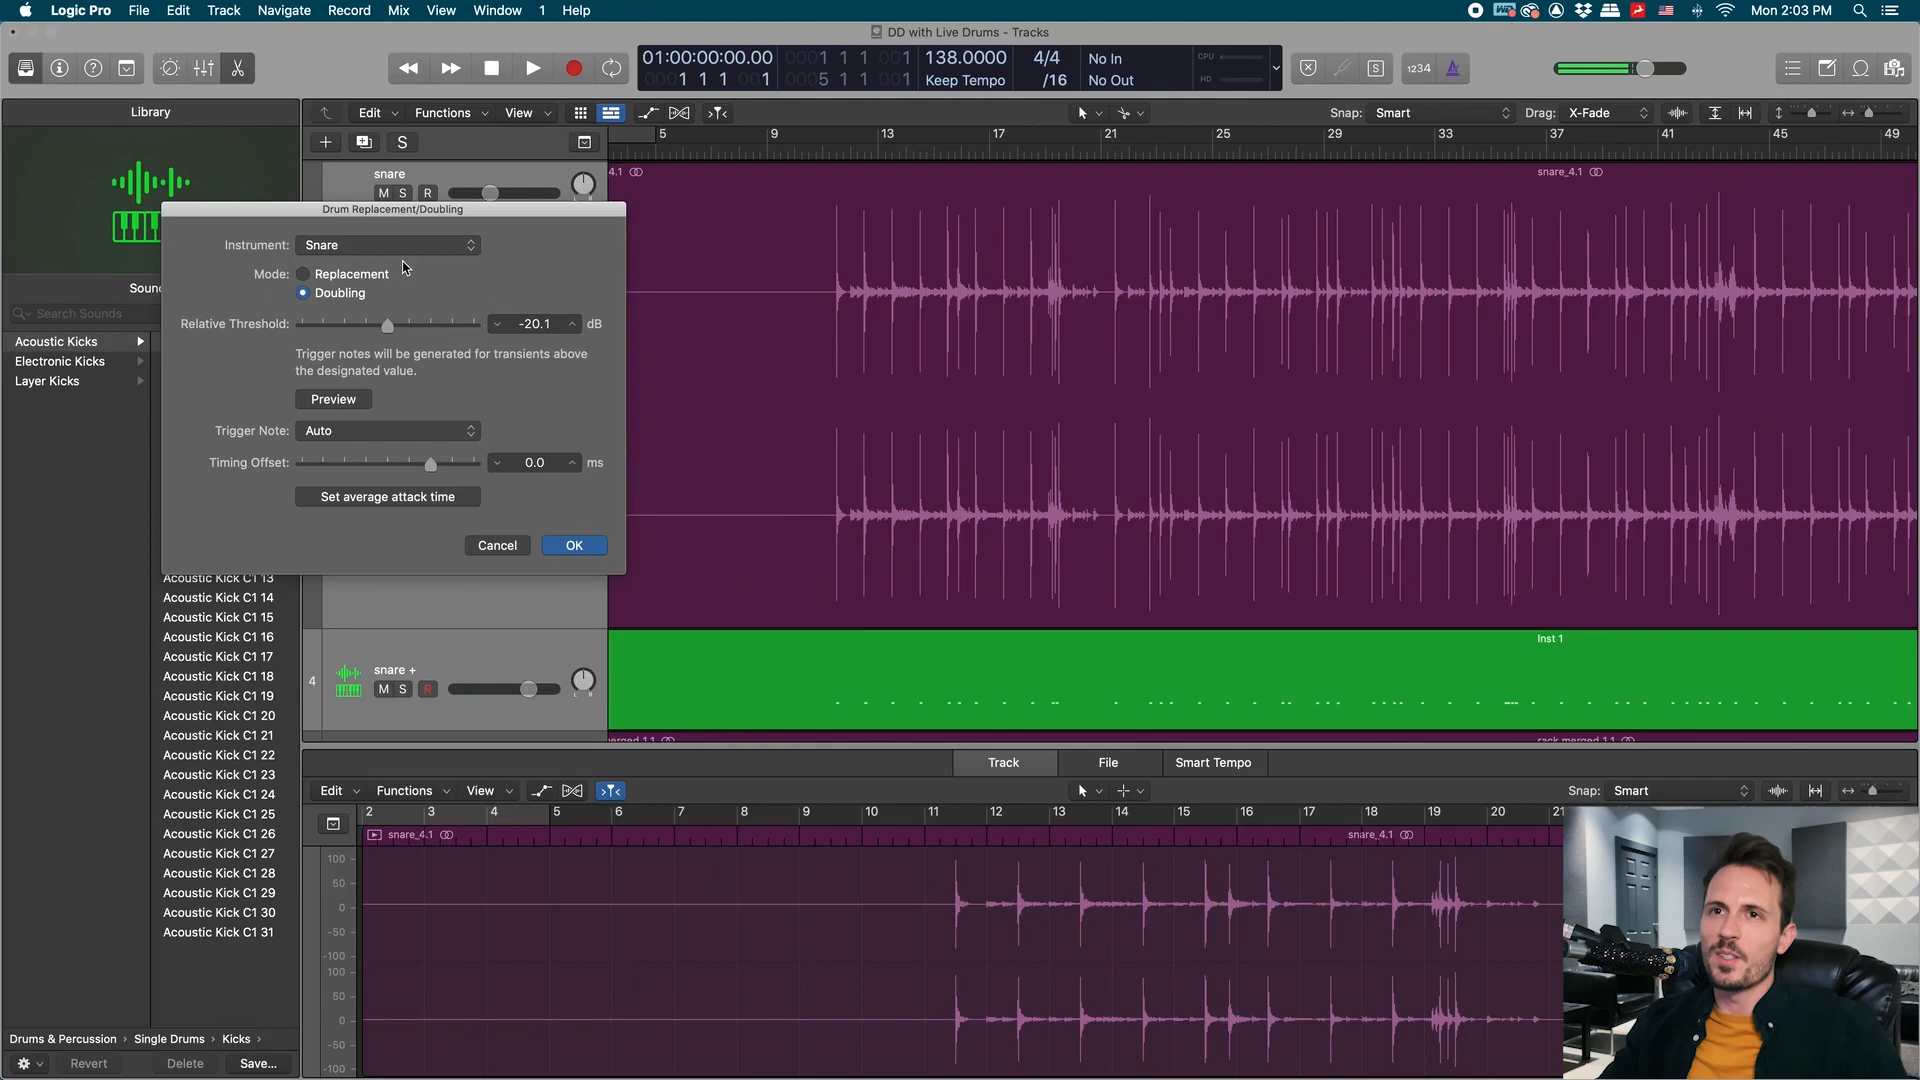 Logic Pro File Edit Track Navigate Record Mix View Window 1 Help Mon 2:03 PM
DD with Live Drums - Tracks
01:00:00:00.00 0001 1 1 001 138.0000 4/4 No In CPU
0001 1 1 001 0005 1 1 001 Keep Tempo /16 No Out HD
1234
Library
Edit Functions View Snap: Smart Drag: X-Fade
S
5 9 13 17 21 25 29 33 37 41 45 49
snare
M S R
4.1
snare_4.1
Drum Replacement/Doubling
Instrument: Snare
Mode: Replacement
Doubling
Relative Threshold: -20.1 dB
Trigger notes will be generated for transients above
the designated value.
Preview
Trigger Note: Auto
Timing Offset: 0.0 ms
Set average attack time
Cancel OK
Soun
Search Sounds
Acoustic Kicks
Electronic Kicks
Layer Kicks
Acoustic Kick C1 13
Acoustic Kick C1 14
Acoustic Kick C1 15
Acoustic Kick C1 16
Acoustic Kick C1 17
Acoustic Kick C1 18
Acoustic Kick C1 19
Acoustic Kick C1 20
Acoustic Kick C1 21
Acoustic Kick C1 22
Acoustic Kick C1 23
Acoustic Kick C1 24
Acoustic Kick C1 25
Acoustic Kick C1 26
Acoustic Kick C1 27
Acoustic Kick C1 28
Acoustic Kick C1 29
Acoustic Kick C1 30
Acoustic Kick C1 31
Drums & Percussion Single Drums Kicks
Revert Delete Save...
Inst 1
4
snare +
M S R
L R
erged 1.1
rack merged 1.1
Track File Smart Tempo
Edit Functions View Snap: Smart
2 3 4 5 6 7 8 9 10 11 12 13 14 15 16 17 18 19 20 21
snare_4.1
snare_4.1
100
50
0
-50
-100
100
50
0
-50
-100